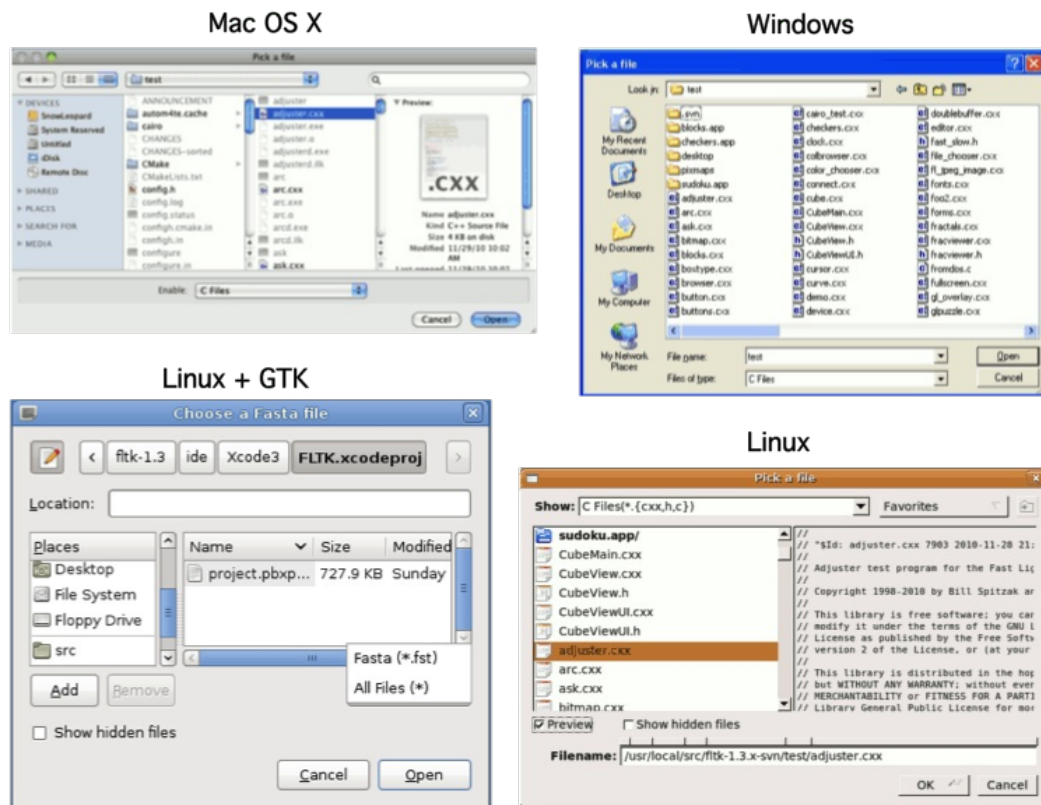 Mac OS X
Pick a file
test
DEVICES
SnowLeopard
System Reserved
Untitled
iDisk
Remote Disc
SHARED
PLACES
SEARCH FOR
MEDIA
ANNOUNCEMENT
autom4te.cache
cairo
CHANGES
CHANGES-sorted
CMake
CMakeLists.txt
config.h
config.log
config.status
configh.cmake.in
configh.in
configure
configure.in
adjuster
adjuster.cxx
adjuster.exe
adjuster.o
adjusterd.exe
adjusterd.ilk
arc
arc.cxx
arc.exe
arc.o
arcd.exe
arcd.ilk
ask
ask.cxx
Preview:
.CXX
Name adjuster.cxx
Kind C++ Source File
Size 4 KB on disk
Modified 11/29/10 10:02
AM
Last opened 11/29/10 10:02
Enable: C Files
Cancel Open
Windows
Pick a file
Look in: test
My Recent
Documents
Desktop
My Documents
My Computer
My Network
Places
.svn
blocks.app
checkers.app
desktop
pixmaps
sudoku.app
adjuster.cxx
arc.cxx
ask.cxx
bitmap.cxx
blocks.cxx
boxtype.cxx
browser.cxx
button.cxx
buttons.cxx
cairo_test.cxx
checkers.cxx
clock.cxx
colbrowser.cxx
color_chooser.cxx
connect.cxx
cube.cxx
CubeMain.cxx
CubeView.cxx
CubeView.h
CubeViewUI.h
cursor.cxx
curve.cxx
demo.cxx
device.cxx
doublebuffer.cxx
editor.cxx
fast_slow.h
file_chooser.cxx
fl_jpeg_image.cxx
fonts.cxx
foo2.cxx
forms.cxx
fractals.cxx
fracviewer.cxx
fracviewer.h
fromdos.c
fullscreen.cxx
gl_overlay.cxx
glpuzzle.cxx
File name: test Open
Files of type: C Files Cancel
Linux + GTK
Choose a Fasta file
< fltk-1.3 ide Xcode3 FLTK.xcodeproj >
Location:
Places
Desktop
File System
Floppy Drive
src
Name Size Modified
project.pbxp... 727.9 KB Sunday
Fasta (*.fst)
All Files (*)
Add Remove
Show hidden files
Cancel Open
Linux
Pick a file
Show: C Files(*.{cxx,h,c}) Favorites
sudoku.app/
CubeMain.cxx
CubeView.cxx
CubeView.h
CubeViewUI.cxx
CubeViewUI.h
adjuster.cxx
arc.cxx
ask.cxx
bitmap.cxx
//
// "$Id: adjuster.cxx 7903 2010-11-28 21:
//
// Adjuster test program for the Fast Lig
//
// Copyright 1998-2010 by Bill Spitzak an
//
// This library is free software; you can
// modify it under the terms of the GNU L
// License as published by the Free Softw
// version 2 of the License, or (at your
//
// This library is distributed in the hop
// but WITHOUT ANY WARRANTY; without even
// MERCHANTABILITY or FITNESS FOR A PARTI
// Library General Public License for mor
Preview Show hidden files
Filename: /usr/local/src/fltk-1.3.x-svn/test/adjuster.cxx
OK Cancel